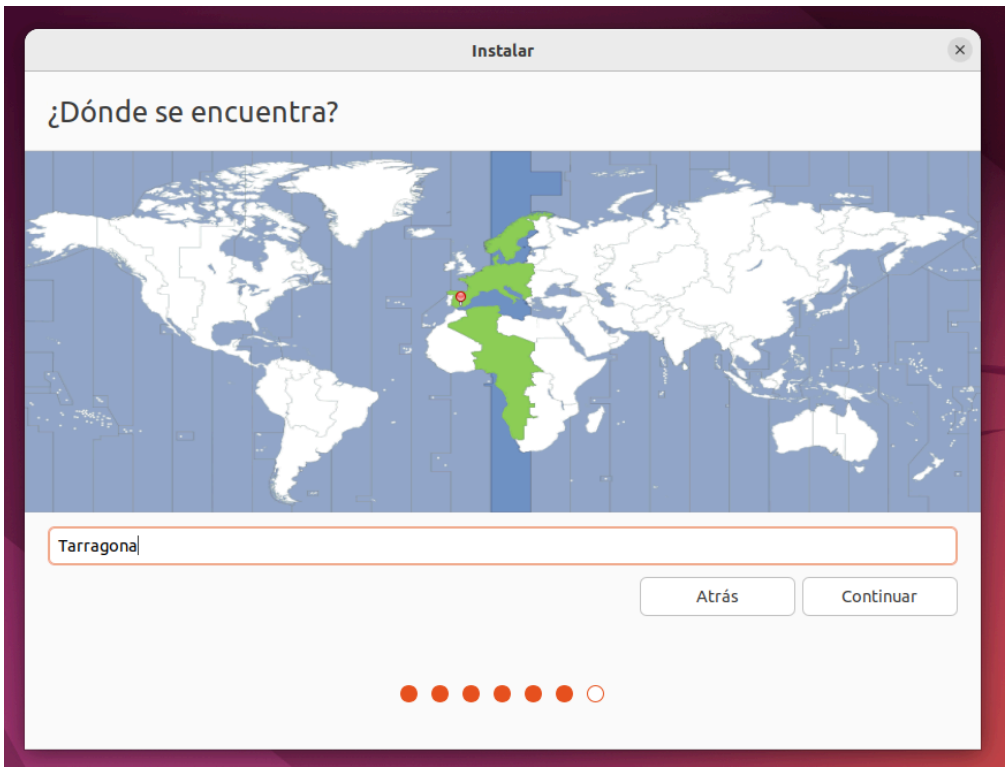 Instalar
¿Dónde se encuentra?
Tarragona
Atrás
Continuar